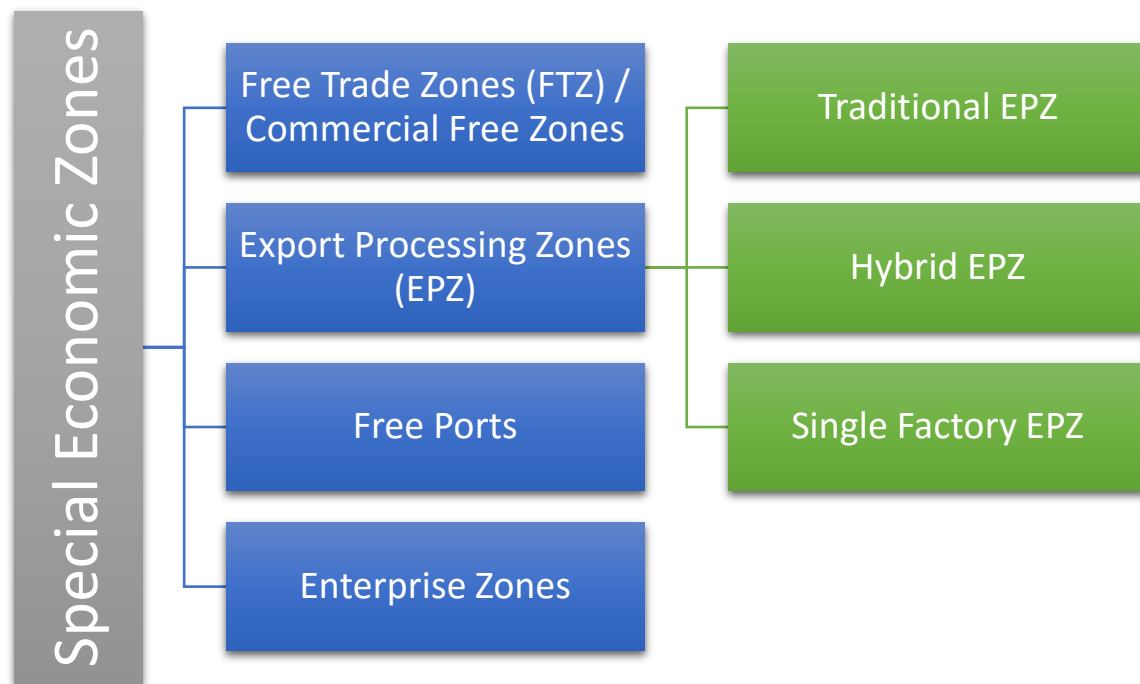 Special Economic Zones
Free Trade Zones (FTZ) /
Commercial Free Zones
Export Processing Zones
(EPZ)
Free Ports
Enterprise Zones
Traditional EPZ
Hybrid EPZ
Single Factory EPZ